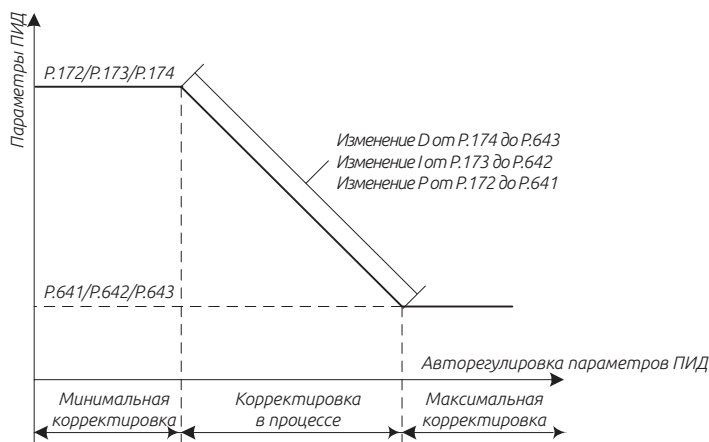 Параметры ПИД
P.172/P.173/P.174
Изменение D от P.174 до P.643
Изменение I от P.173 до P.642
Изменение P от P.172 до P.641
P.641/P.642/P.643
Авторегулировка параметров ПИД
Минимальная
корректировка
Корректировка
в процессе
Максимальная
корректировка